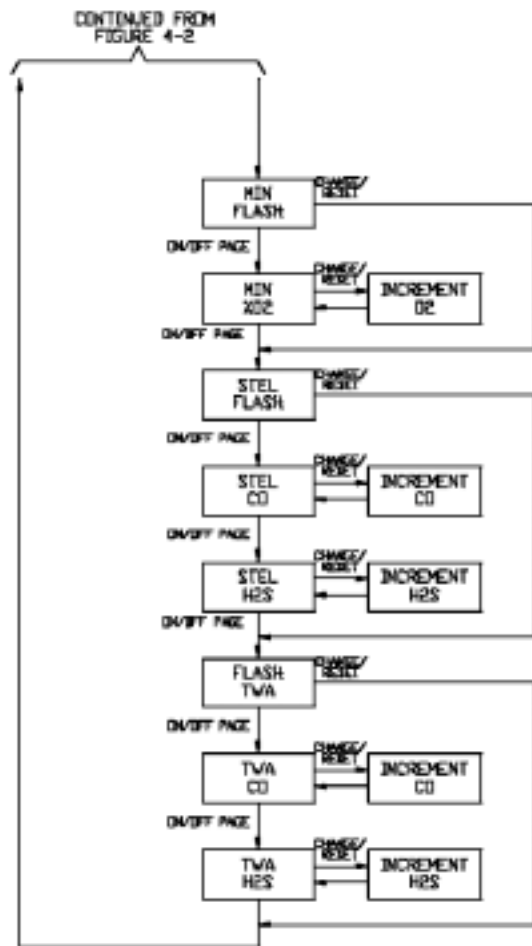 CONTINUED FROM
FIGURE 4-2
MIN
FLASH
CHANGE/
RESET
ON/OFF PAGE
MIN
%O2
CHANGE/
RESET
INCREMENT
O2
ON/OFF PAGE
STEL
FLASH
CHANGE/
RESET
ON/OFF PAGE
STEL
CO
CHANGE/
RESET
INCREMENT
CO
ON/OFF PAGE
STEL
H2S
CHANGE/
RESET
INCREMENT
H2S
ON/OFF PAGE
FLASH
TWA
CHANGE/
RESET
ON/OFF PAGE
TWA
CO
CHANGE/
RESET
INCREMENT
CO
ON/OFF PAGE
TWA
H2S
CHANGE/
RESET
INCREMENT
H2S